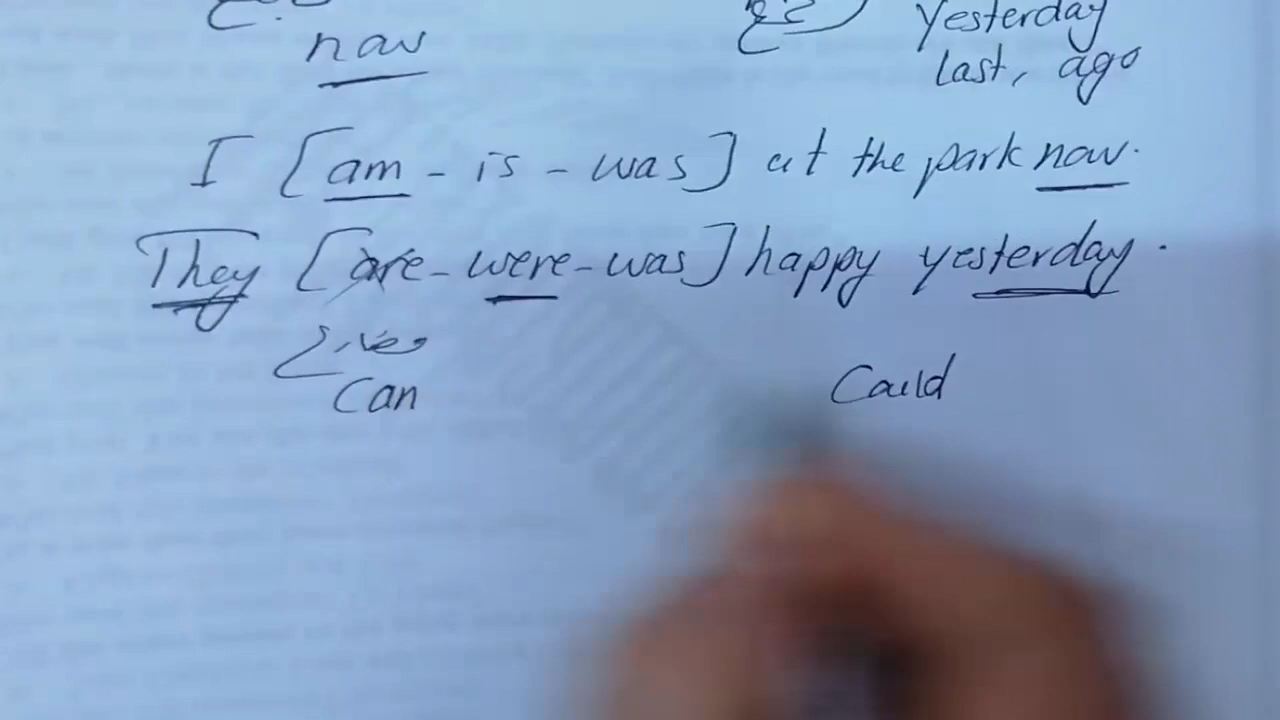 now
Yesterday
last, ago
I [am - is - was] at the park now.
They [are - were - was] happy yesterday.
Can
Could